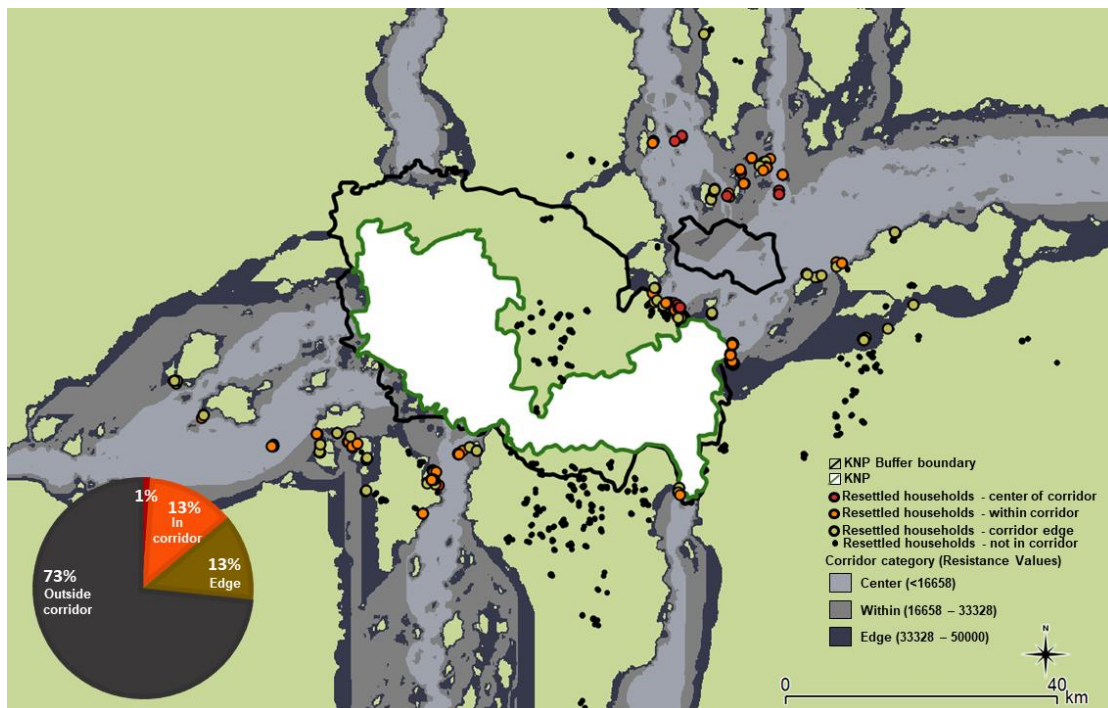 1%
13%
In
corridor
13%
Edge
73%
Outside
corridor
KNP Buffer boundary
KNP
Resettled households - center of corridor
Resettled households - within corridor
Resettled households - corridor edge
Resettled households - not in corridor
Corridor category (Resistance Values)
Center (<16658)
Within (16658 – 33328)
Edge (33328 – 50000)
N
0
40
km